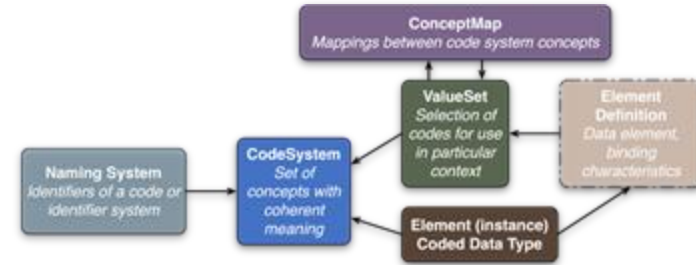 ConceptMap
Mappings between code system concepts
ValueSet
Selection of
codes for use
in particular
context
Element
Definition
Data element,
binding
characteristics
Naming System
Identifiers of a code or
identifier system
CodeSystem
Set of
concepts with
coherent
meaning
Element (instance)
Coded Data Type